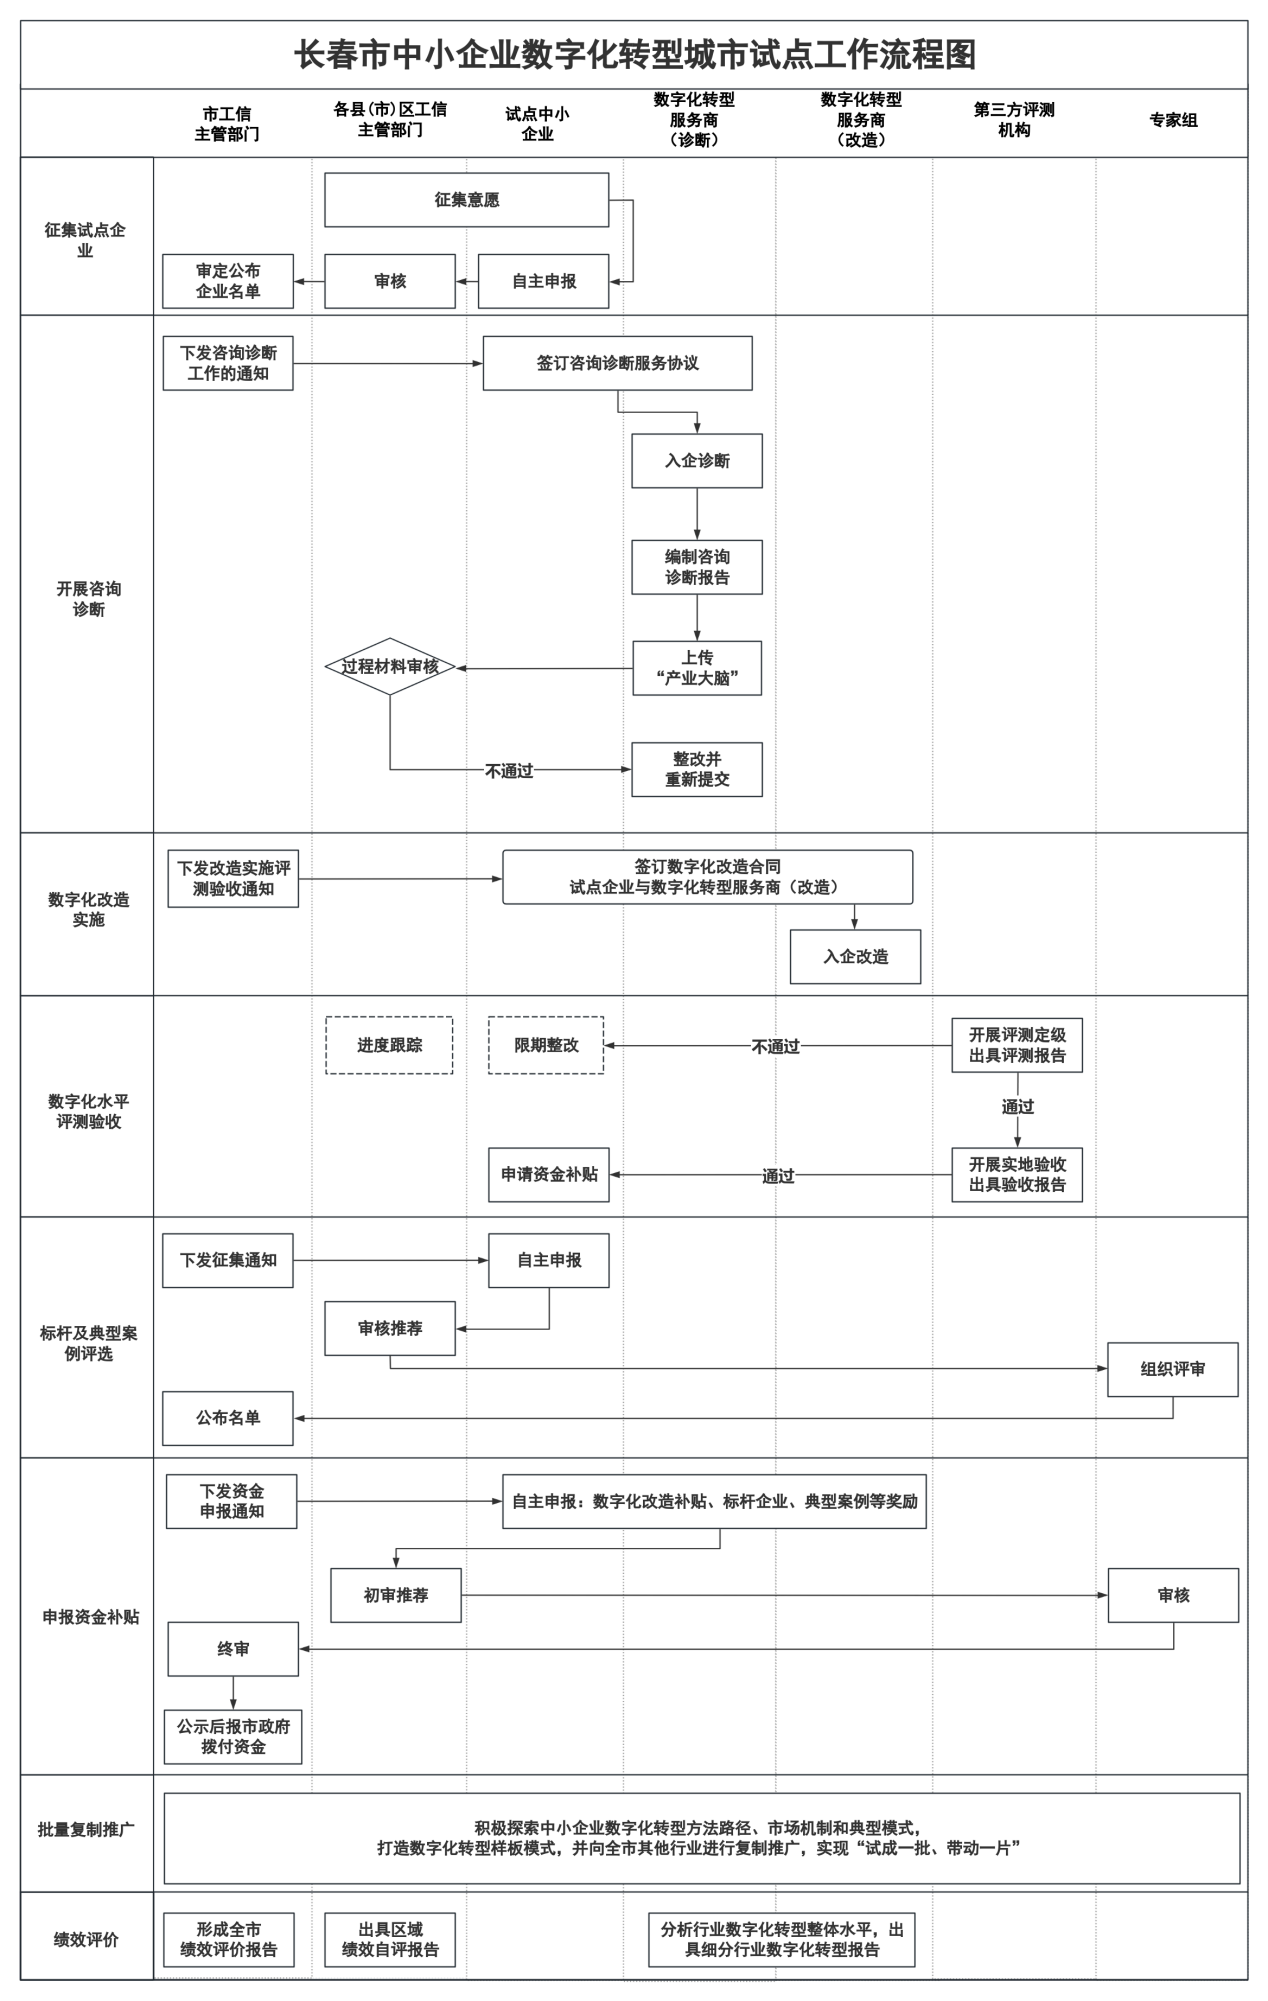 长春市中小企业数字化转型城市试点工作流程图
市工信
主管部门
各县(市)区工信
主管部门
试点中小
企业
数字化转型
服务商
（诊断）
数字化转型
服务商
（改造）
第三方评测
机构
专家组
征集试点企
业
征集意愿
审定公布
企业名单
审核
自主申报
开展咨询
诊断
下发咨询诊断
工作的通知
签订咨询诊断服务协议
入企诊断
编制咨询
诊断报告
过程材料审核
上传
“产业大脑”
不通过
整改并
重新提交
数字化改造
实施
下发改造实施评
测验收通知
签订数字化改造合同
试点企业与数字化转型服务商（改造）
入企改造
数字化水平
评测验收
进度跟踪
限期整改
不通过
开展评测定级
出具评测报告
通过
申请资金补贴
通过
开展实地验收
出具验收报告
标杆及典型案
例评选
下发征集通知
自主申报
审核推荐
组织评审
公布名单
申报资金补贴
下发资金
申报通知
自主申报：数字化改造补贴、标杆企业、典型案例等奖励
初审推荐
审核
终审
公示后报市政府
拨付资金
批量复制推广
积极探索中小企业数字化转型方法路径、市场机制和典型模式，
打造数字化转型样板模式，并向全市其他行业进行复制推广，实现“试成一批、带动一片”
绩效评价
形成全市
绩效评价报告
出具区域
绩效自评报告
分析行业数字化转型整体水平，出
具细分行业数字化转型报告